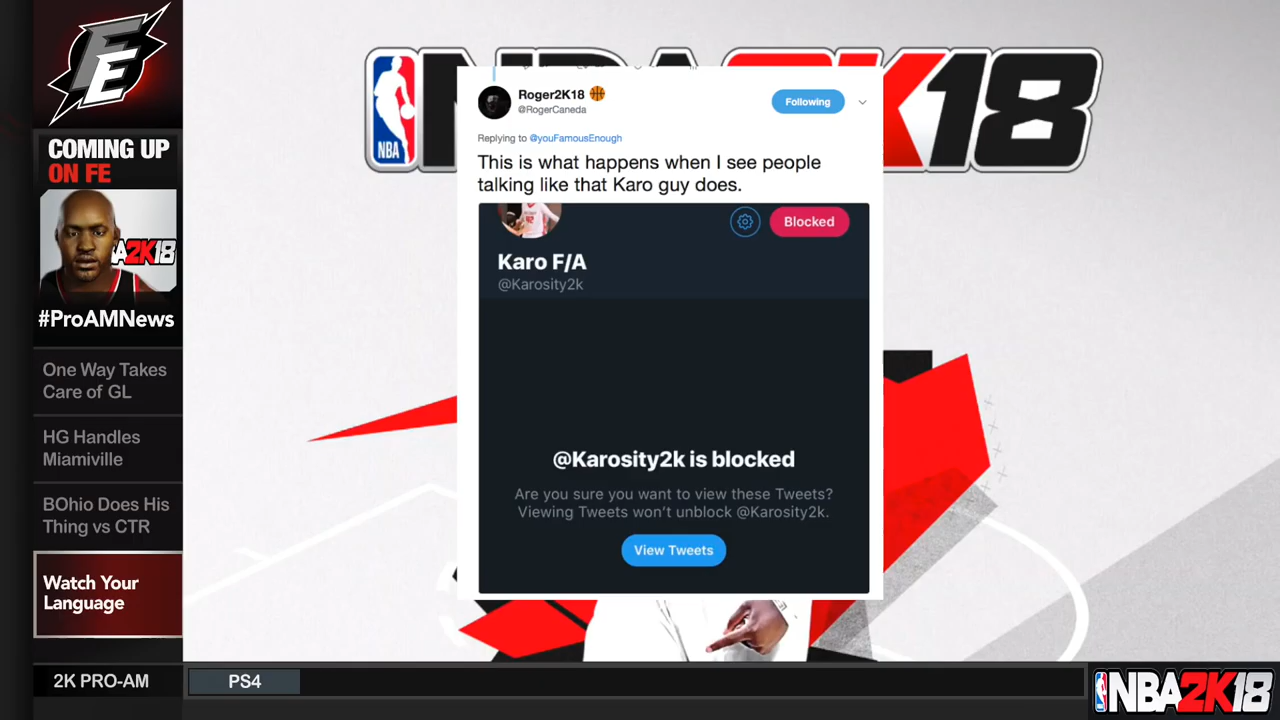 FE
COMING UP
ON FE
2K18
#ProAMNews
One Way Takes
Care of GL
HG Handles
Miamiville
BOhio Does His
Thing vs CTR
Watch Your
Language
2K PRO-AM
PS4
NBA
NBA2K18
Roger2K18
@RogerCaneda
Following
Replying to @youFamousEnough
This is what happens when I see people
talking like that Karo guy does.
Blocked
Karo F/A
@Karosity2k
@Karosity2k is blocked
Are you sure you want to view these Tweets?
Viewing Tweets won't unblock @Karosity2k.
View Tweets
NBA2K18